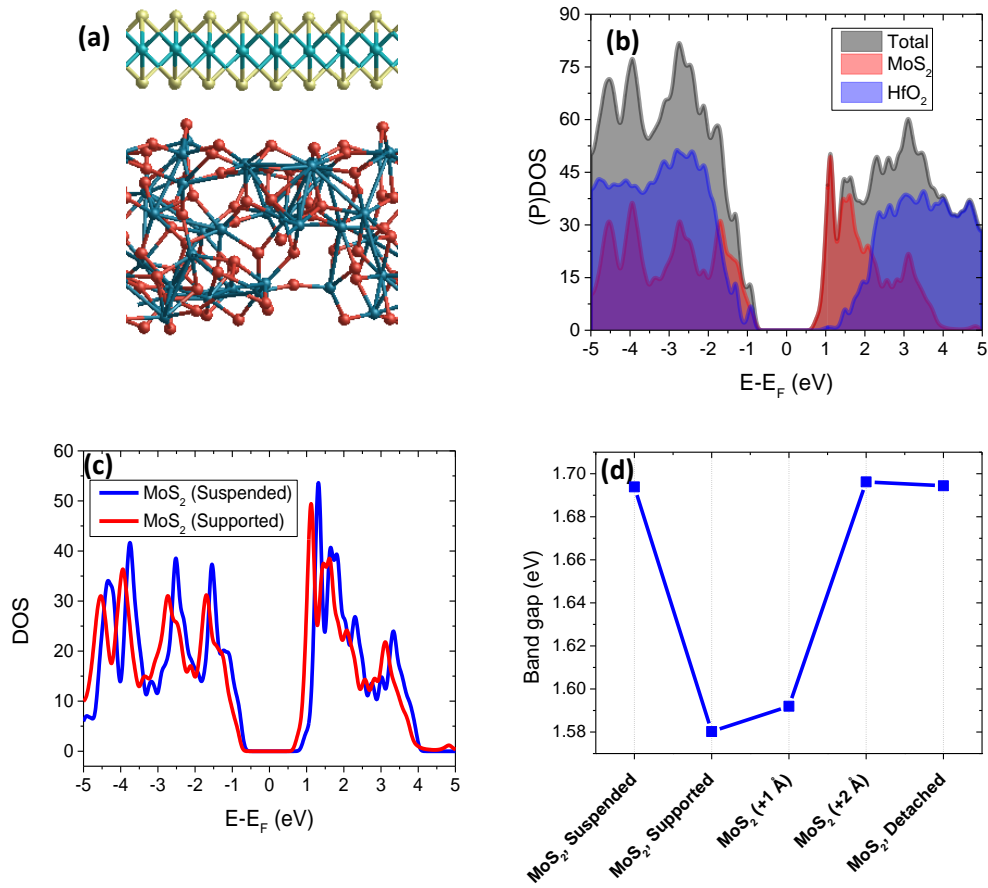 (a)
(b)
Total
MoS₂
HfO₂
(P)DOS
90
75
60
45
30
15
0
-5 -4 -3 -2 -1 0 1 2 3 4 5
E-E_F (eV)
(c)
MoS₂ (Suspended)
MoS₂ (Supported)
DOS
60
50
40
30
20
10
0
-5 -4 -3 -2 -1 0 1 2 3 4 5
E-E_F (eV)
(d)
Band gap (eV)
1.70
1.68
1.66
1.64
1.62
1.60
1.58
MoS₂, Suspended
MoS₂, Supported
MoS₂ (+1 Å)
MoS₂ (+2 Å)
MoS₂, Detached